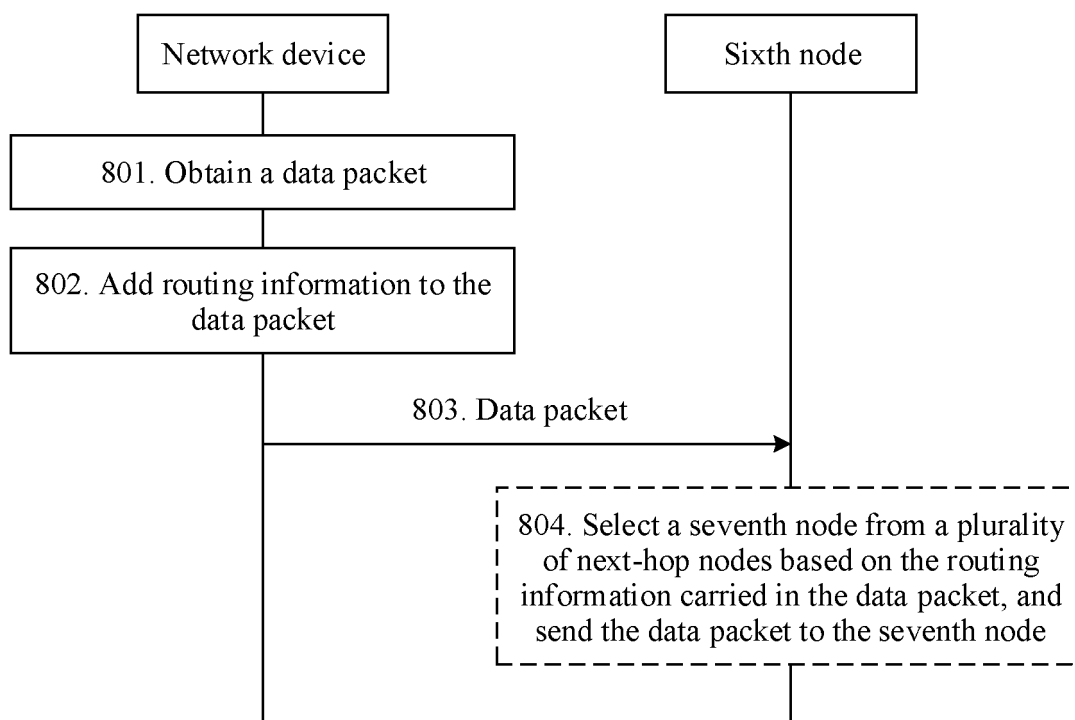 Network device
Sixth node
801. Obtain a data packet
802. Add routing information to the
data packet
803. Data packet
804. Select a seventh node from a plurality
of next-hop nodes based on the routing
information carried in the data packet, and
send the data packet to the seventh node